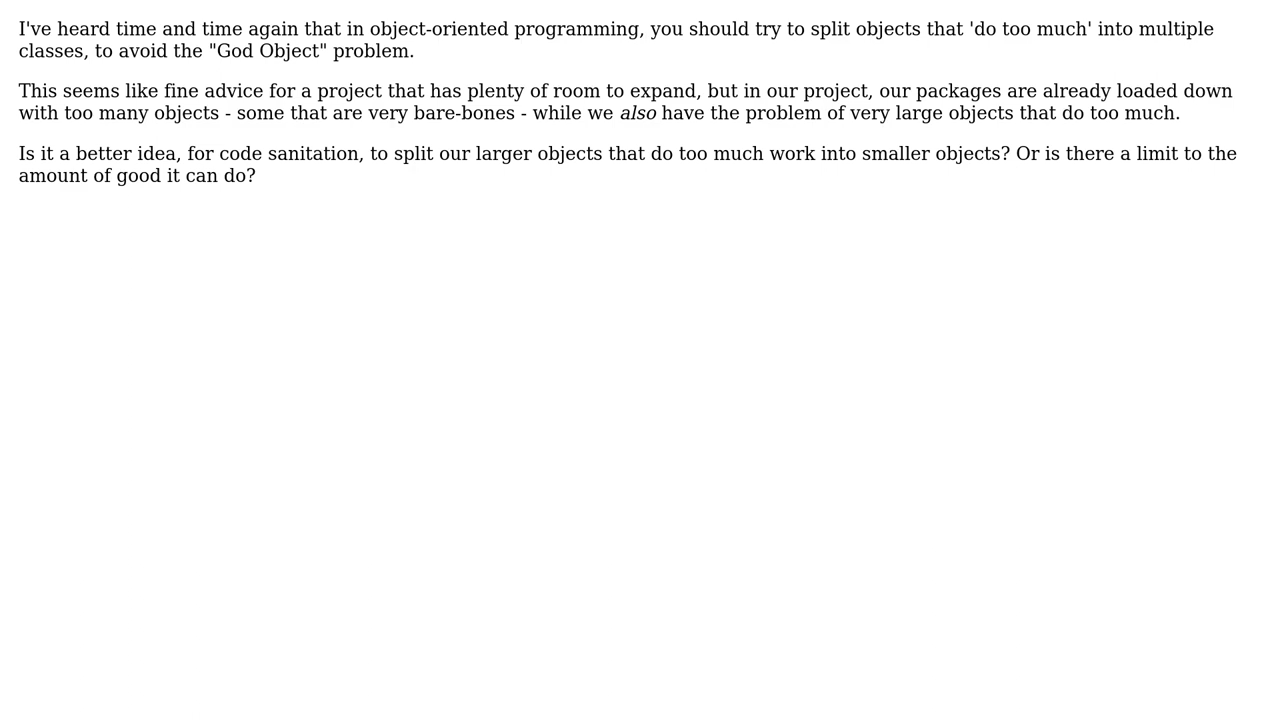 I've heard time and time again that in object-oriented programming, you should try to split objects that 'do too much' into multiple
classes, to avoid the "God Object" problem.
This seems like fine advice for a project that has plenty of room to expand, but in our project, our packages are already loaded down
with too many objects - some that are very bare-bones - while we also have the problem of very large objects that do too much.
Is it a better idea, for code sanitation, to split our larger objects that do too much work into smaller objects? Or is there a limit to the
amount of good it can do?